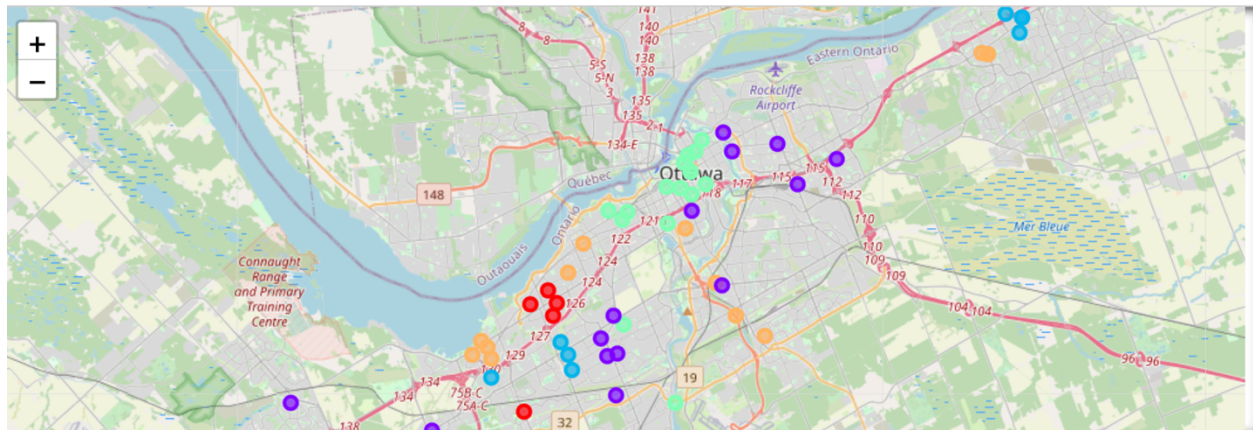 +
−
141
140
140
138
138
8
8
5-S
5-N
3
135
135
2-1
134-E
Eastern Ontario
Rockcliffe
Airport
Ottawa
Québec
148
Ontario
Outaouais
117
115
115
112
112
118
121
122
124
124
126
127
129
130
134
134
138
75B-C
75A-C
110
110
109
109
104
104
96
96
Mer Bleue
Connaught
Range
and Primary
Training
Centre
19
32